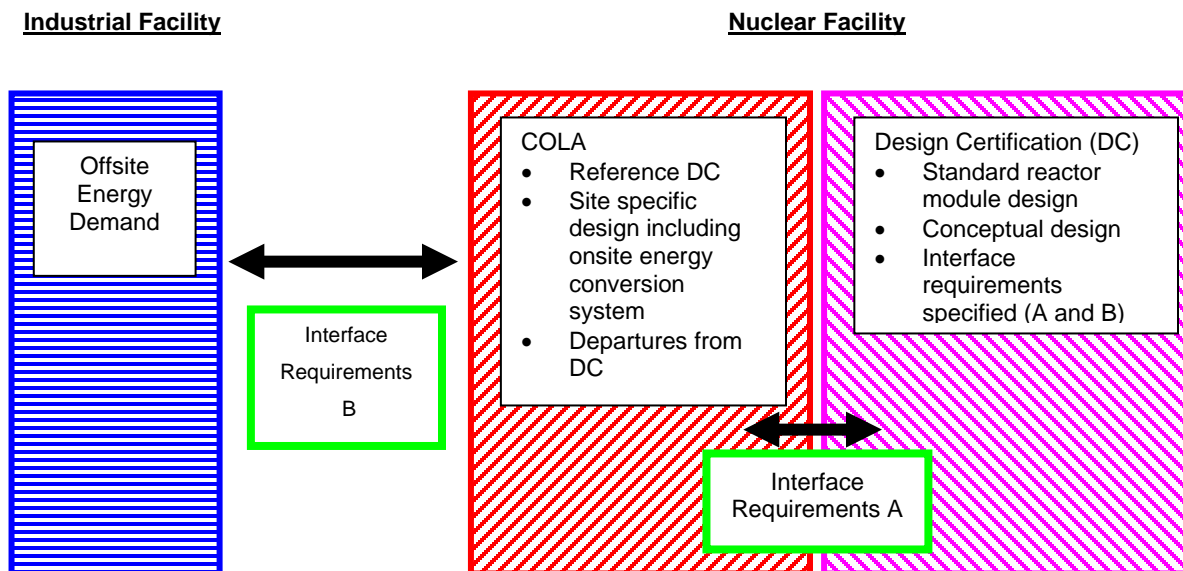 Industrial Facility
Nuclear Facility
Offsite
Energy
Demand
Interface
Requirements
B
COLA
• Reference DC
• Site specific
design including
onsite energy
conversion
system
• Departures from
DC
Design Certification (DC)
• Standard reactor
module design
• Conceptual design
• Interface
requirements
specified (A and B)
Interface
Requirements A